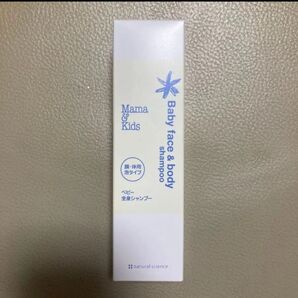 Mama
&
Kids
Baby face & body
shampoo
顔・体用
泡タイプ
ベビー
全身シャンプー
natural science